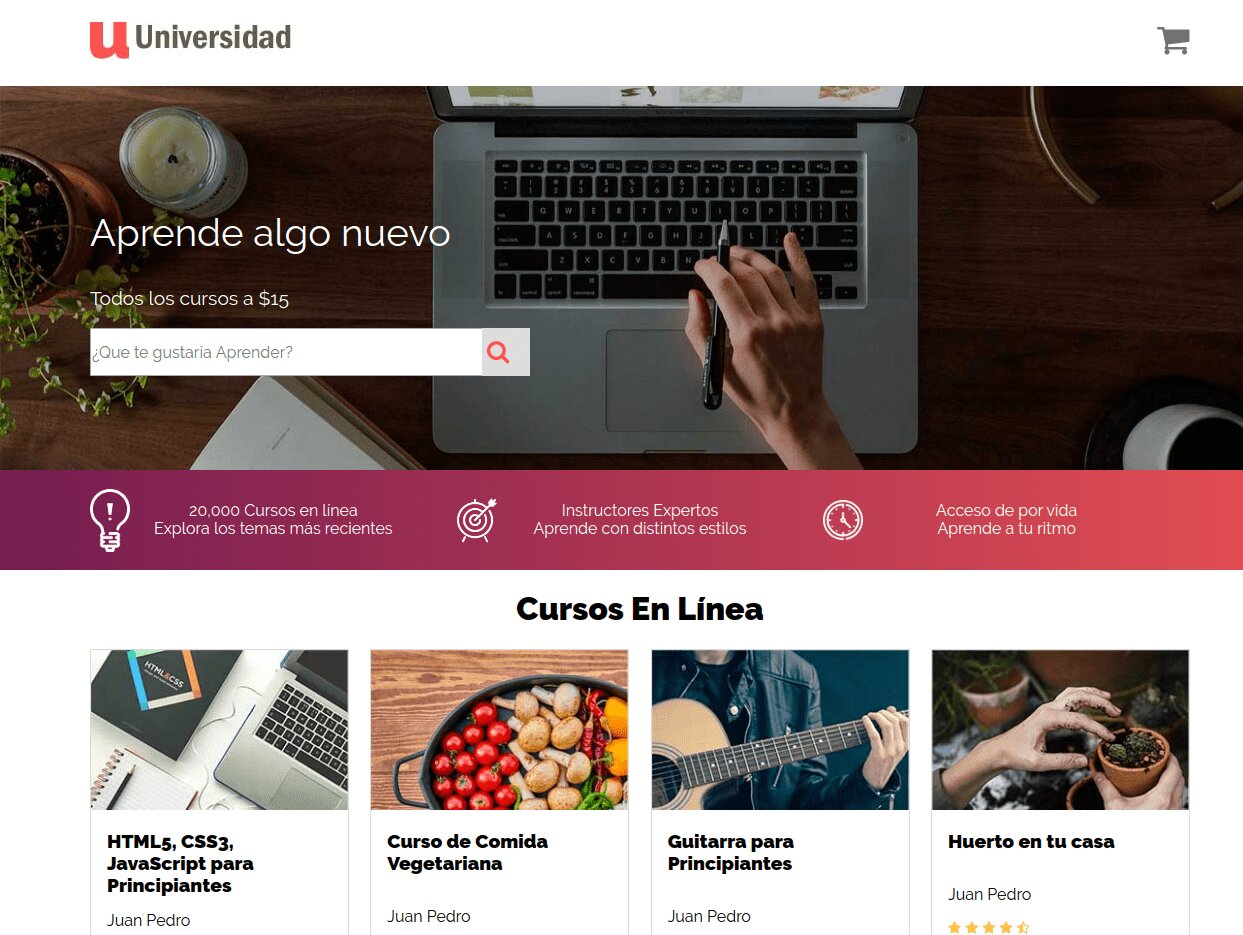 u Universidad
Aprende algo nuevo
Todos los cursos a $15
¿Que te gustaría Aprender?
20,000 Cursos en línea
Explora los temas más recientes
Instructores Expertos
Aprende con distintos estilos
Acceso de por vida
Aprende a tu ritmo
Cursos En Línea
HTML&CSS
HTML5, CSS3,
JavaScript para
Principiantes
Juan Pedro
Curso de Comida
Vegetariana
Juan Pedro
Guitarra para
Principiantes
Juan Pedro
Huerto en tu casa
Juan Pedro